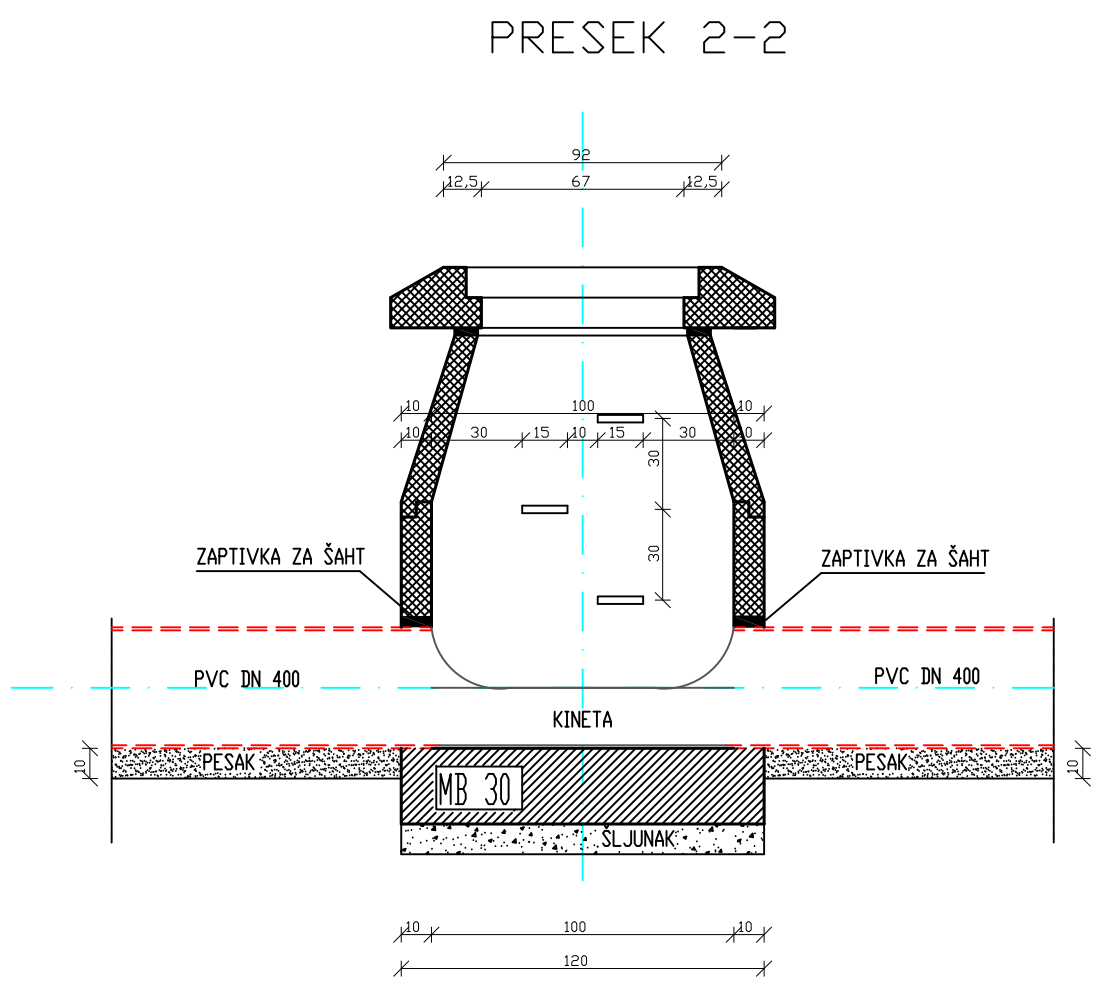 PRESEK 2-2
92
12,5 67 12,5
10 100 10
10 30 15 10 15 30 10
30
30
ZAPTIVKA ZA ŠAHT
ZAPTIVKA ZA ŠAHT
PVC DN 400
PVC DN 400
KINETA
10
PESAK
PESAK
10
MB 30
ŠLJUNAK
10 100 10
120